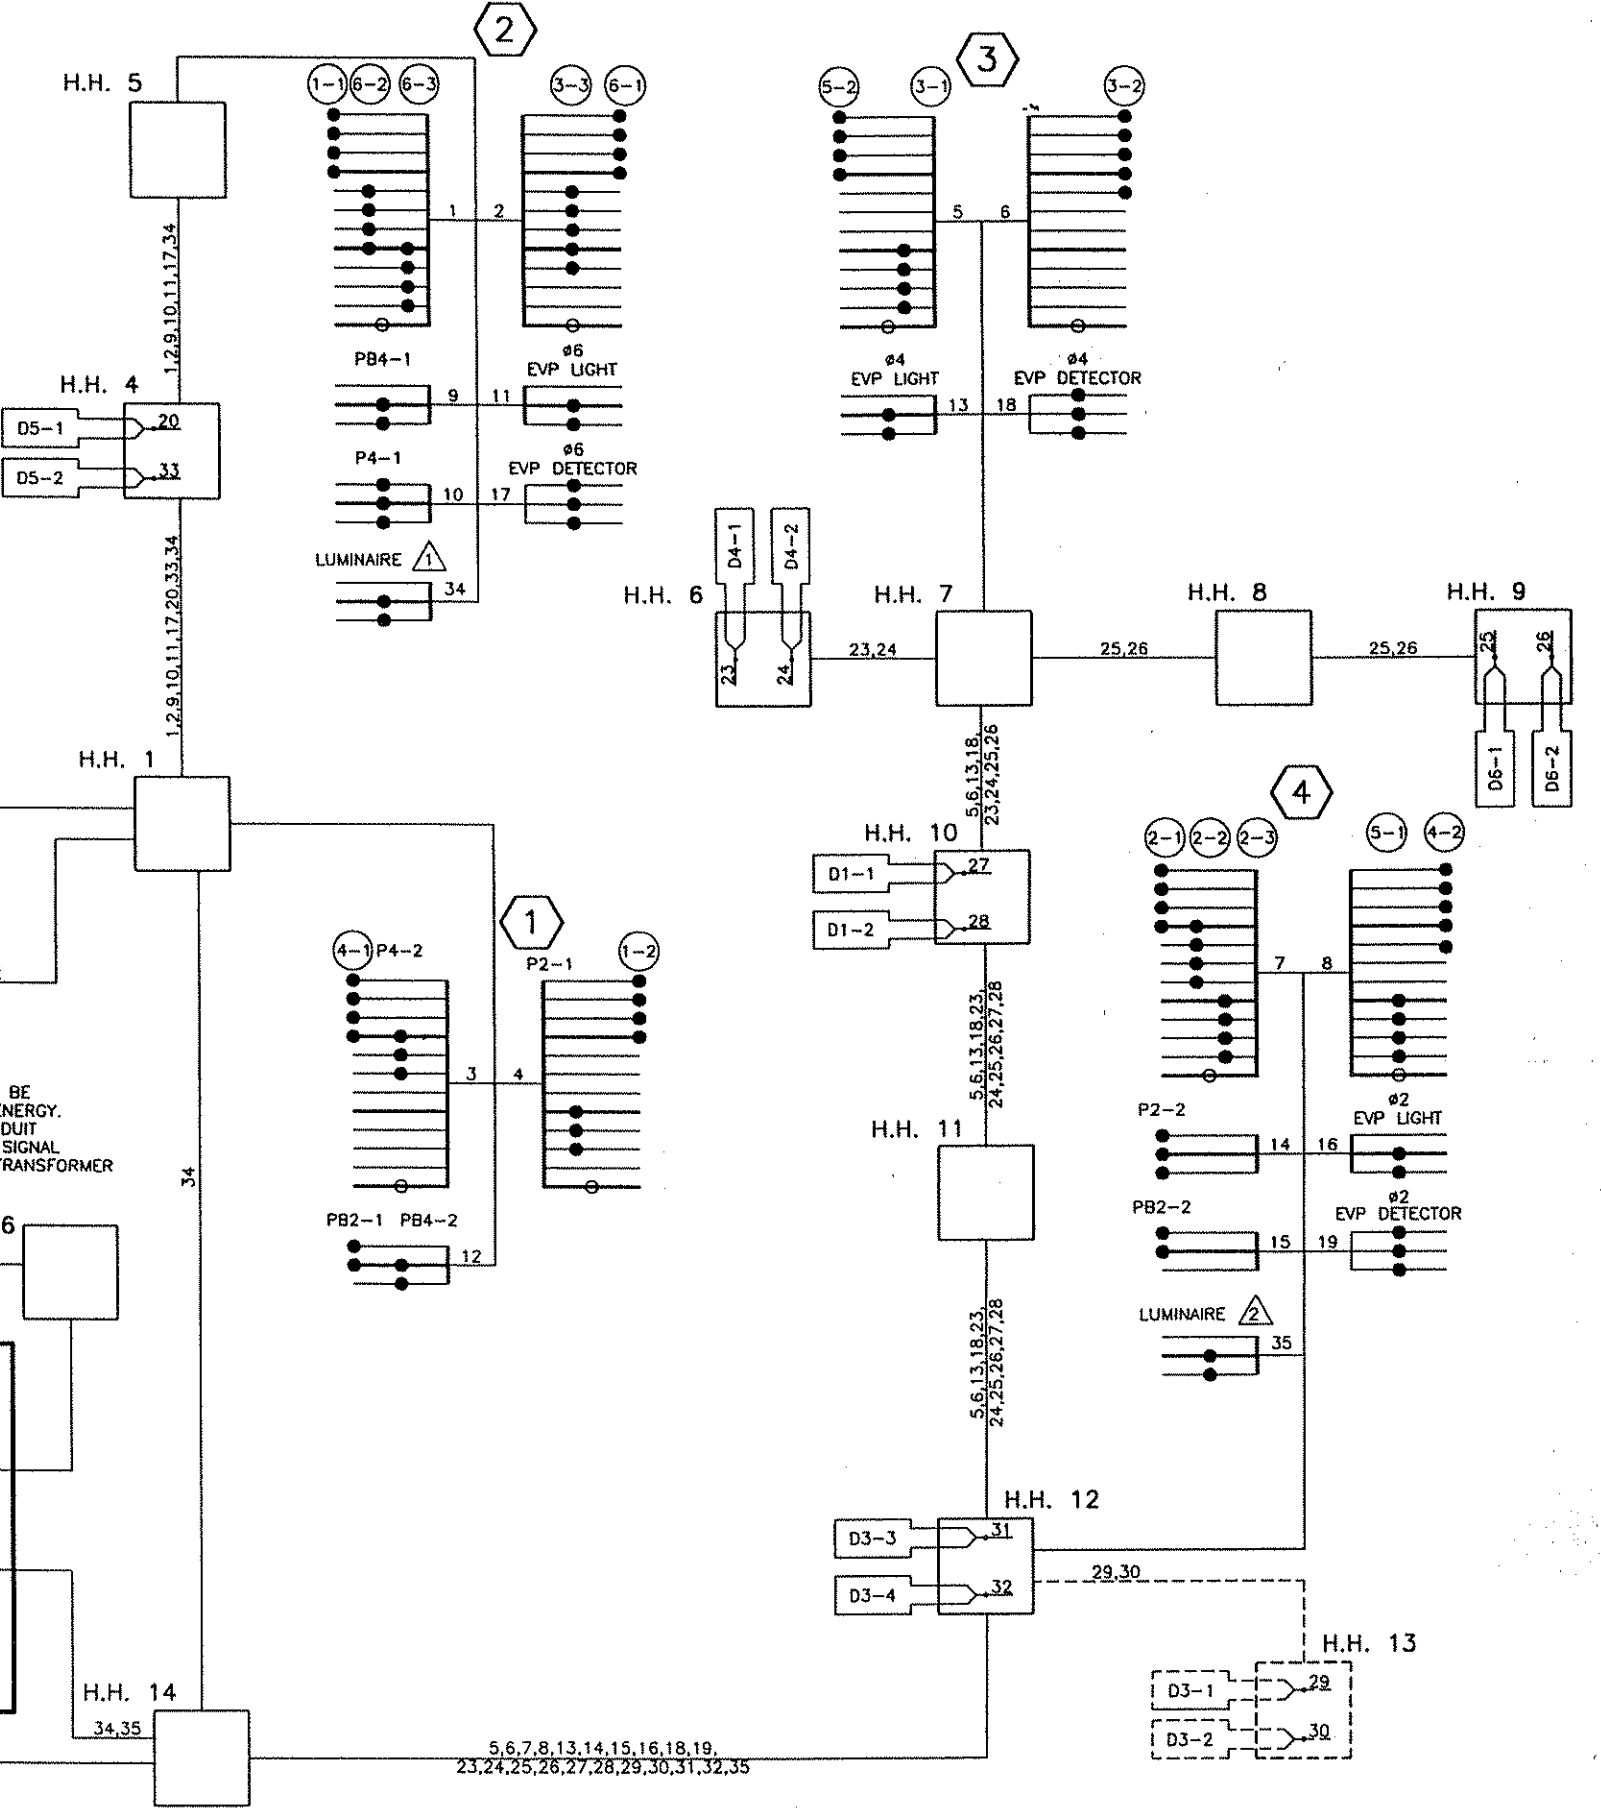 2
H.H. 5
1-1 6-2 6-3
3-3 6-1
1 2
1,2,9,10,11,17,34
PB4-1
ø6
EVP LIGHT
9 11
P4-1
ø6
EVP DETECTOR
10 17
LUMINAIRE 1
34
H.H. 4
D5-1
20
D5-2
33
1,2,9,10,11,17,20,33,34
H.H. 1
3
5-2 3-1
3-2
5 6
ø4
EVP LIGHT
ø4
EVP DETECTOR
13 18
D4-1
D4-2
H.H. 6
23
24
23,24
H.H. 7
25,26
H.H. 8
25,26
H.H. 9
25
26
D6-1
D6-2
5,6,13,18,
23,24,25,26
H.H. 10
D1-1
27
D1-2
28
4
2-1 2-2 2-3
5-1 4-2
7 8
P2-2
ø2
EVP LIGHT
14 16
PB2-2
ø2
EVP DETECTOR
15 19
LUMINAIRE 2
35
1
4-1 P4-2
P2-1
1-2
3 4
PB2-1 PB4-2
12
BE
ENERGY.
DUIT
SIGNAL
TRANSFORMER
34
6
5,6,13,18,23,
24,25,26,27,28
H.H. 11
5,6,13,18,23,
24,25,26,27,28
H.H. 12
D3-3
31
D3-4
32
29,30
H.H. 13
D3-1
29
D3-2
30
H.H. 14
34,35
5,6,7,8,13,14,15,16,18,19,
23,24,25,26,27,28,29,30,31,32,35